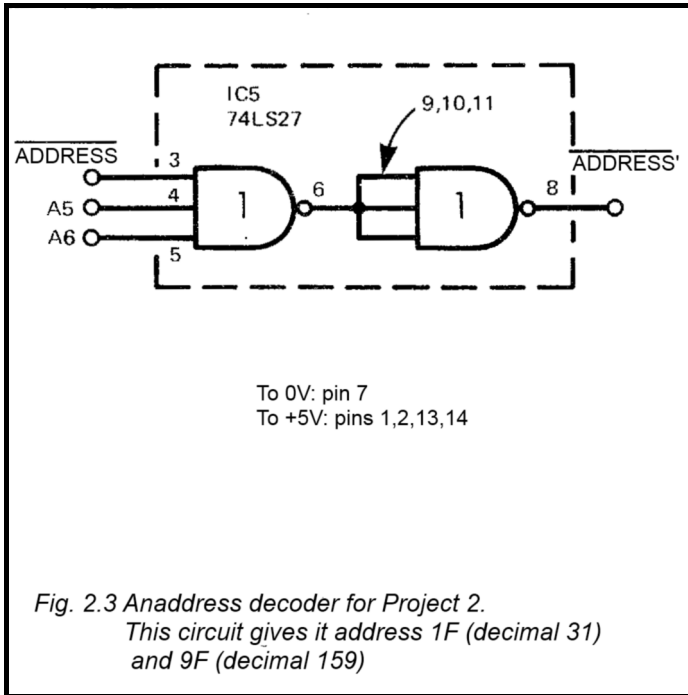 IC5
74LS27
9,10,11
ADDRESS
3
4
5
A5
A6
1
6
1
8
ADDRESS'
To 0V: pin 7
To +5V: pins 1,2,13,14
Fig. 2.3 Anaddress decoder for Project 2.
This circuit gives it address 1F (decimal 31)
and 9F (decimal 159)